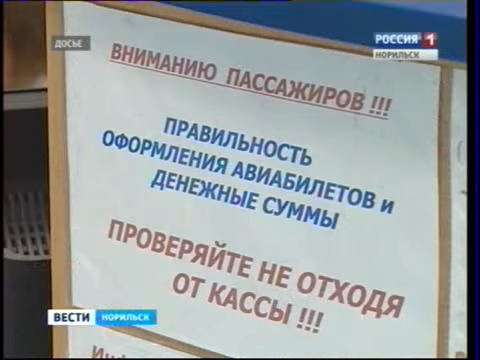 ДОСЬЕ
РОССИЯ 1
НОРИЛЬСК
ВНИМАНИЮ ПАССАЖИРОВ !!!
ПРАВИЛЬНОСТЬ
ОФОРМЛЕНИЯ АВИАБИЛЕТОВ И
ДЕНЕЖНЫЕ СУММЫ
ПРОВЕРЯЙТЕ НЕ ОТХОДЯ
ОТ КАССЫ !!!
ВЕСТИ НОРИЛЬСК